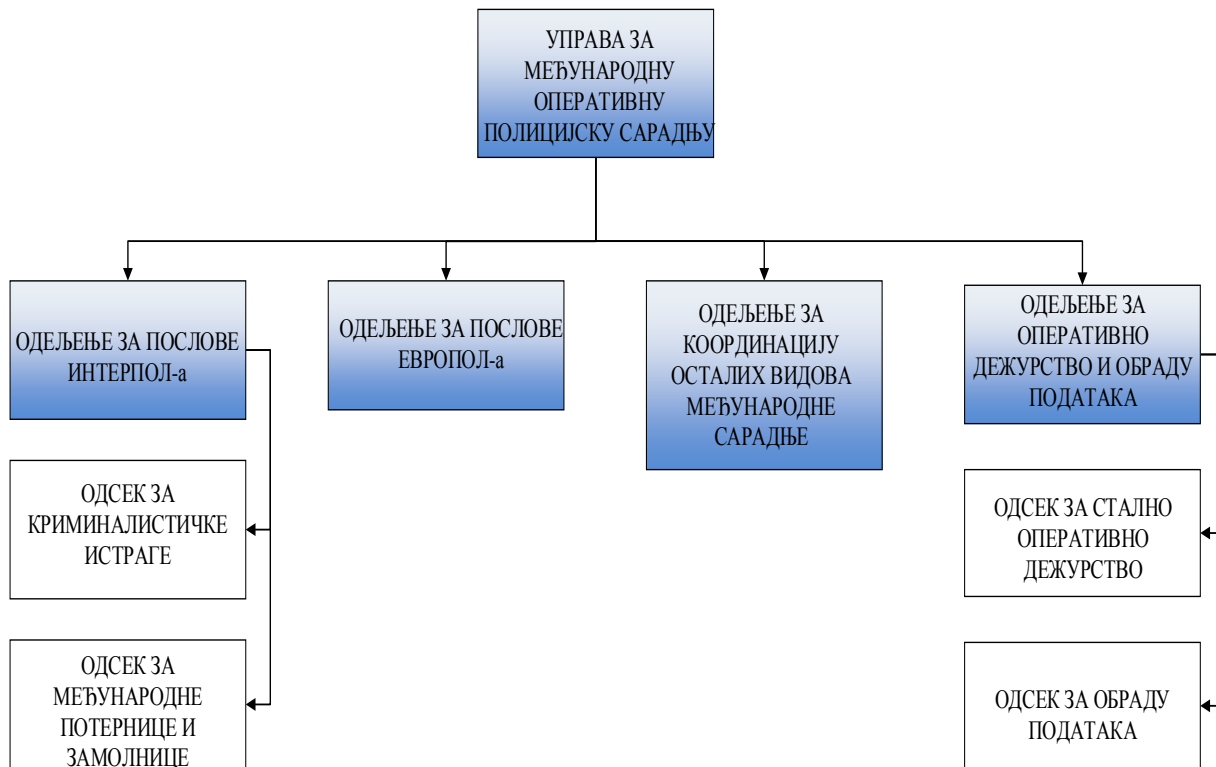 УПРАВА ЗА
МЕЂУНАРОДНУ
ОПЕРАТИВНУ
ПОЛИЦИЈСКУ САРАДЊУ
ОДЕЉЕЊЕ ЗА ПОСЛОВЕ
ИНТЕРПОЛ-а
ОДЕЉЕЊЕ ЗА ПОСЛОВЕ
ЕВРОПОЛ-а
ОДЕЉЕЊЕ ЗА
КООРДИНАЦИЈУ
ОСТАЛИХ ВИДОВА
МЕЂУНАРОДНЕ
САРАДЊЕ
ОДЕЉЕЊЕ ЗА
ОПЕРАТИВНО
ДЕЖУРСТВО И ОБРАДУ
ПОДАТАКА
ОДСЕК ЗА
КРИМИНАЛИСТИЧКЕ
ИСТРАГЕ
ОДСЕК ЗА СТАЛНО
ОПЕРАТИВНО
ДЕЖУРСТВО
ОДСЕК ЗА
МЕЂУНАРОДНЕ
ПОТЕРНИЦЕ И
ЗАМОЛНИЦЕ
ОДСЕК ЗА ОБРАДУ
ПОДАТАКА